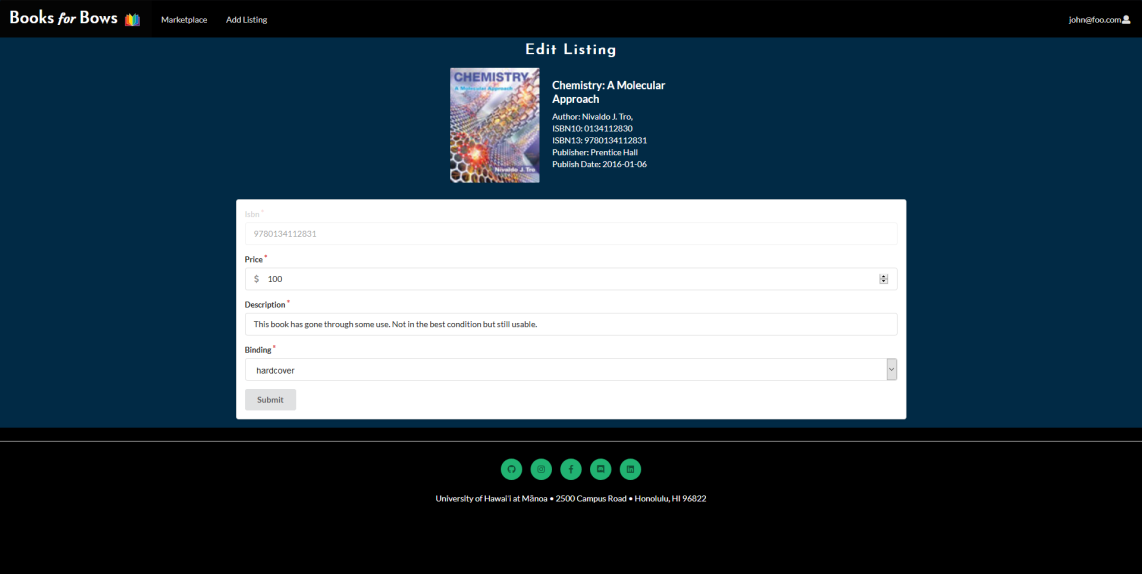 Books for Bows
Marketplace
Add Listing
john@foo.com
Edit Listing
CHEMISTRY
A Molecular Approach
Nivaldo J. Tro
Chemistry: A Molecular
Approach
Author: Nivaldo J. Tro,
ISBN10: 0134112830
ISBN13: 9780134112831
Publisher: Prentice Hall
Publish Date: 2016-01-06
Isbn *
9780134112831
Price *
$ 100
Description *
This book has gone through some use. Not in the best condition but still usable.
Binding *
hardcover
Submit
University of Hawaiʻi at Mānoa • 2500 Campus Road • Honolulu, HI 96822